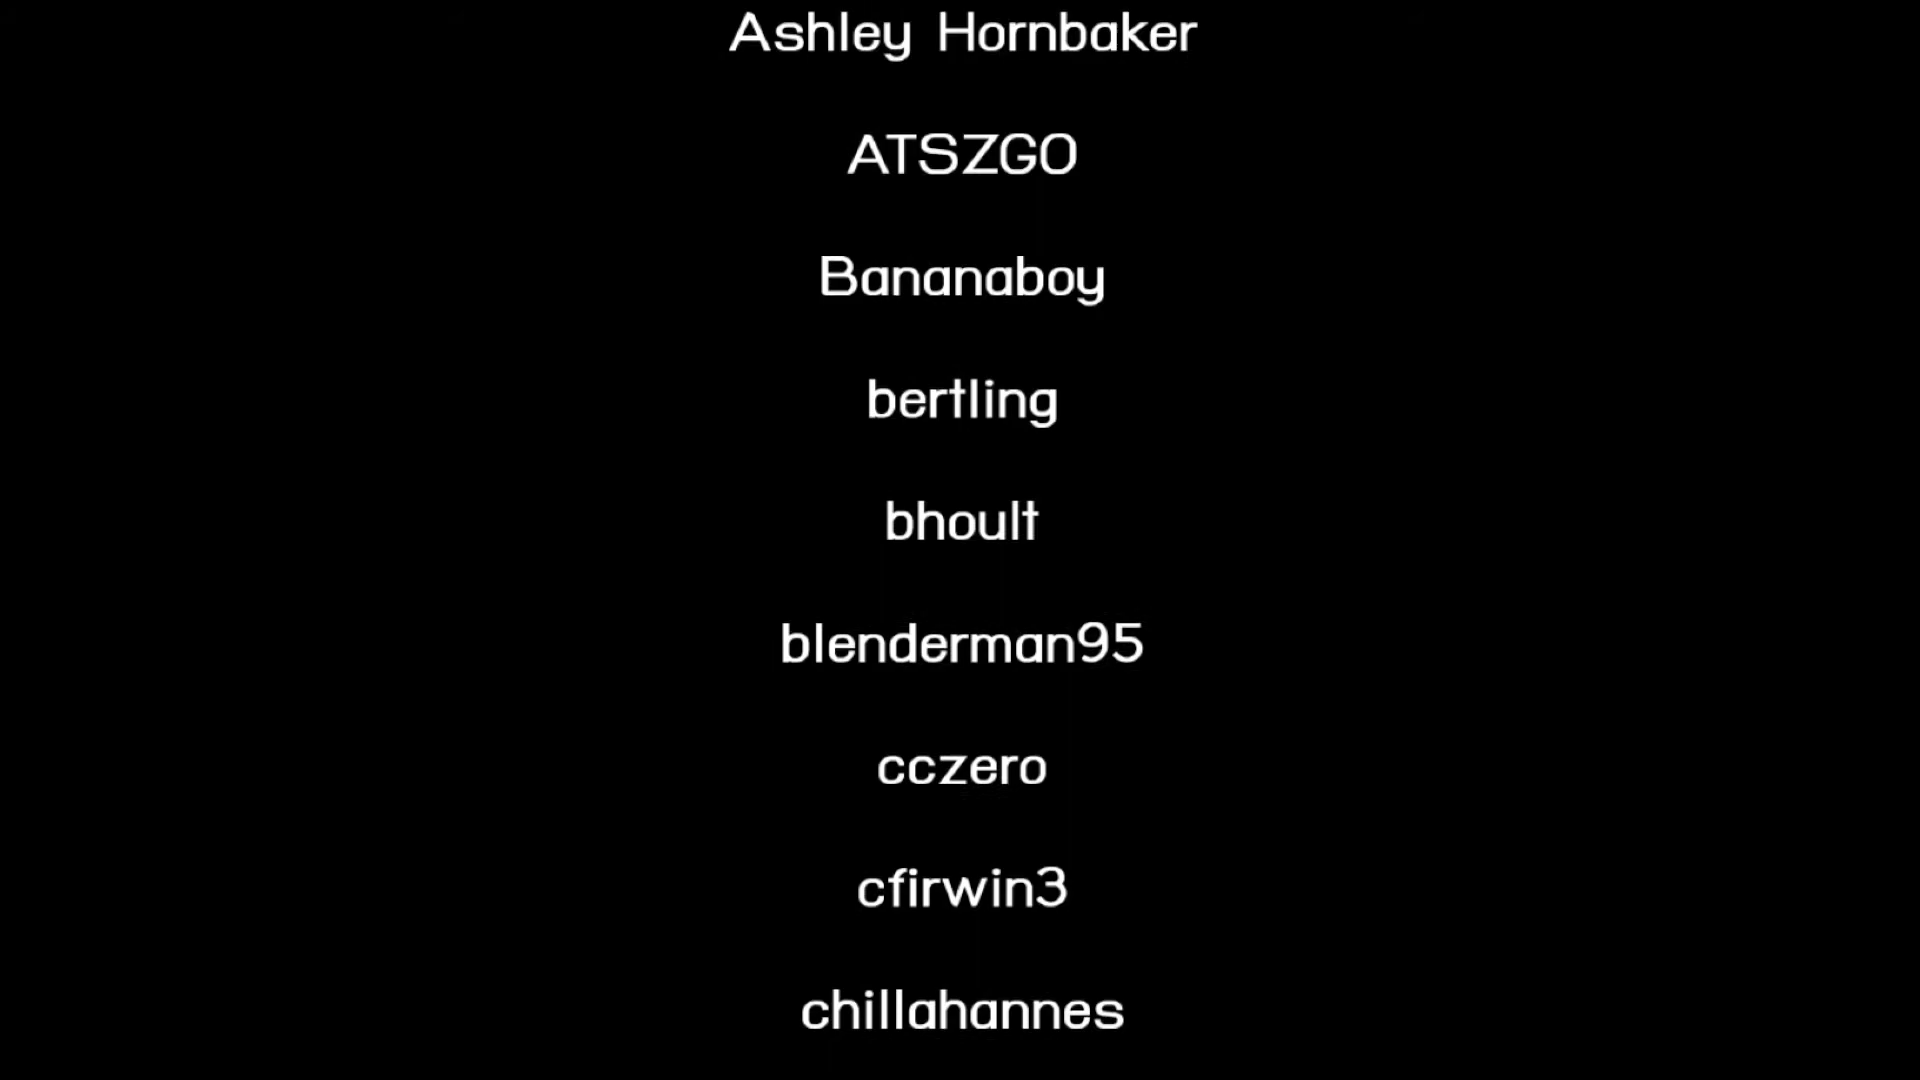 Ashley Hornbaker
ATSZGO
Bananaboy
bertling
bhoult
blenderman95
cczero
cfirwin3
chillahannes